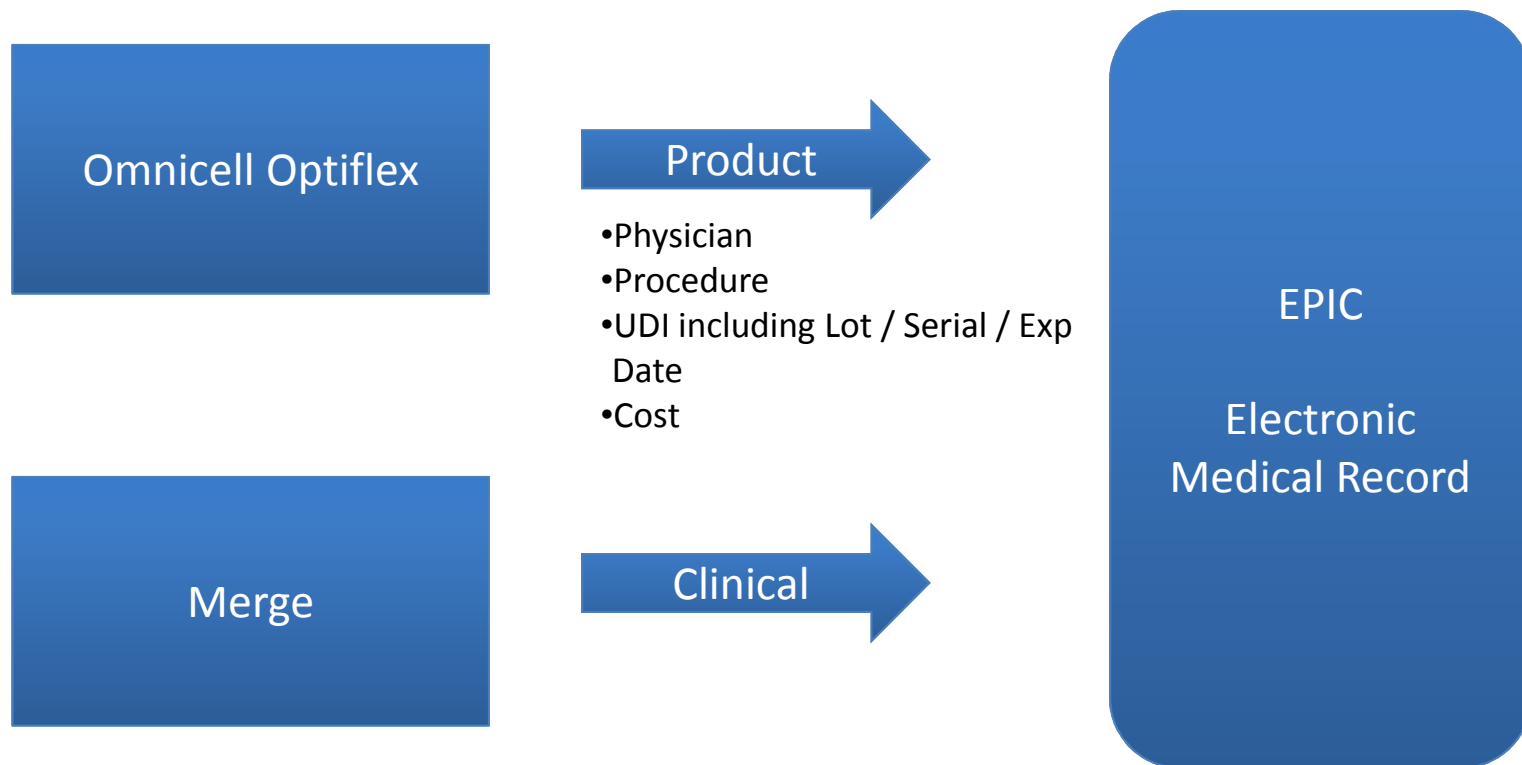 Omnicell Optiflex
Product
•Physician
•Procedure
•UDI including Lot / Serial / Exp
Date
•Cost
Merge
Clinical
EPIC
Electronic
Medical Record